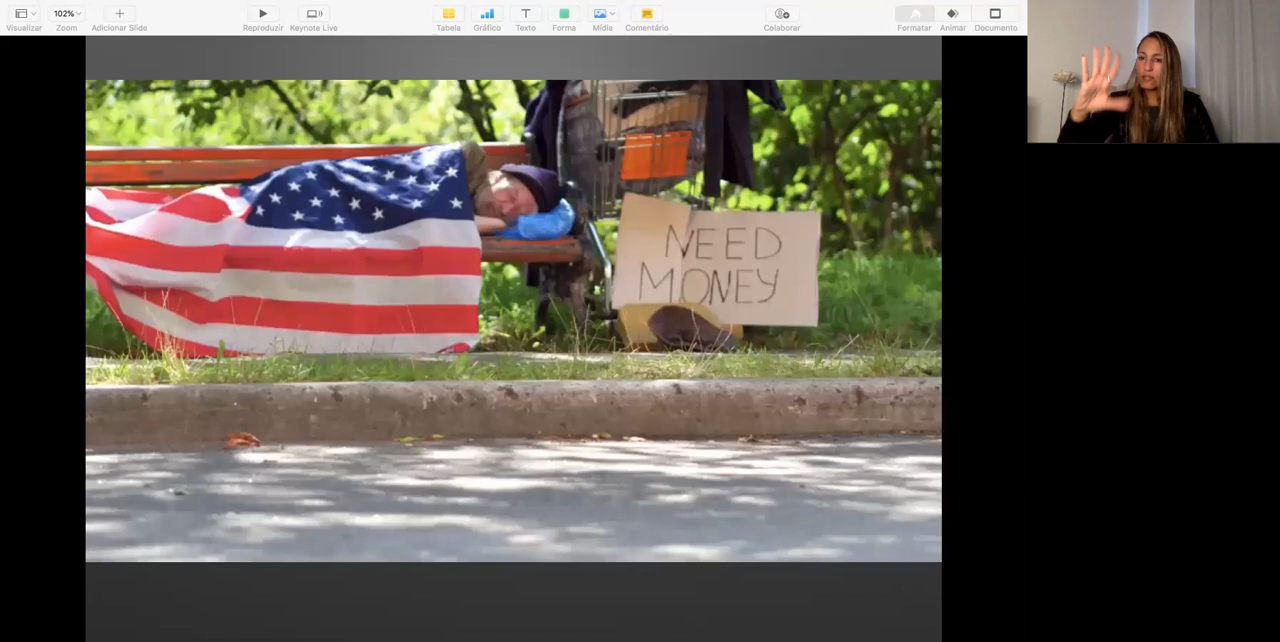 102%
Visualizar
Zoom
Adicionar Slide
Reproduzir
Keynote Live
Tabela
Gráfico
Texto
Forma
Mídia
Comentário
Colaborar
Formatar
Animar
Documento
NEED
MONEY